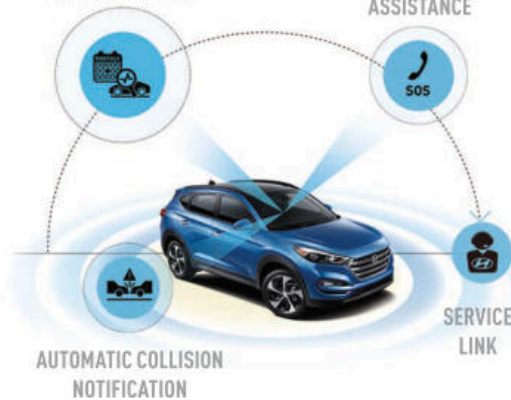 ASSISTANCE
SOS
SERVICE
LINK
AUTOMATIC COLLISION
NOTIFICATION